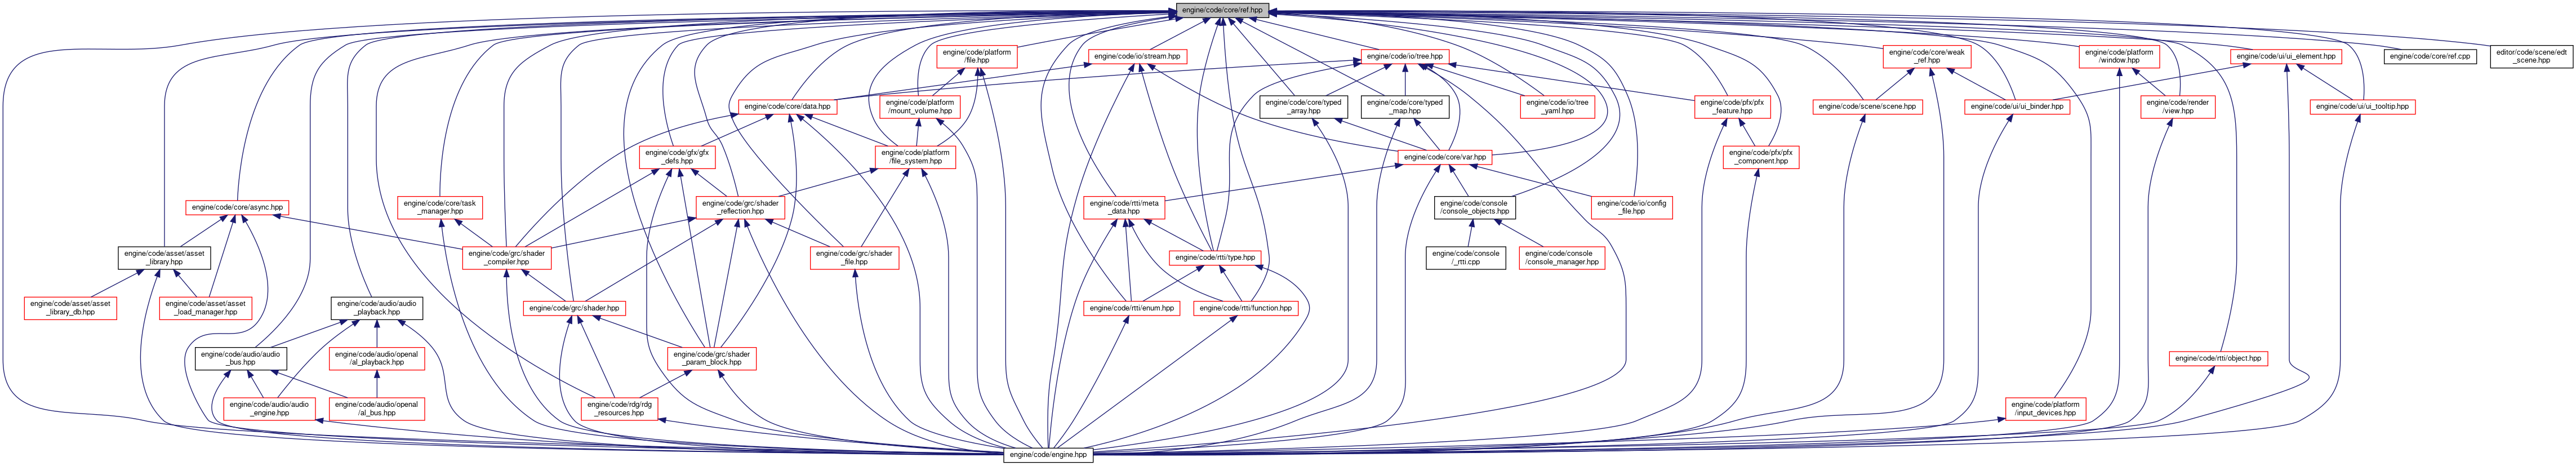 engine/code/core/ref.hpp
engine/code/platform
/file.hpp
engine/code/io/stream.hpp
engine/code/io/tree.hpp
engine/code/core/weak
_ref.hpp
engine/code/platform
/window.hpp
engine/code/ui/ui_element.hpp
engine/code/core/ref.cpp
editor/code/scene/edt
_scene.hpp
engine/code/core/data.hpp
engine/code/platform
/mount_volume.hpp
engine/code/core/typed
_array.hpp
engine/code/core/typed
_map.hpp
engine/code/io/tree
_yaml.hpp
engine/code/pfx/pfx
_feature.hpp
engine/code/scene/scene.hpp
engine/code/ui/ui_binder.hpp
engine/code/render
/view.hpp
engine/code/ui/ui_tooltip.hpp
engine/code/gfx/gfx
_defs.hpp
engine/code/platform
/file_system.hpp
engine/code/core/var.hpp
engine/code/pfx/pfx
_component.hpp
engine/code/core/async.hpp
engine/code/core/task
_manager.hpp
engine/code/grc/shader
_reflection.hpp
engine/code/rtti/meta
_data.hpp
engine/code/console
/console_objects.hpp
engine/code/io/config
_file.hpp
engine/code/asset/asset
_library.hpp
engine/code/grc/shader
_compiler.hpp
engine/code/grc/shader
_file.hpp
engine/code/rtti/type.hpp
engine/code/console
/_rtti.cpp
engine/code/console
/console_manager.hpp
engine/code/asset/asset
_library_db.hpp
engine/code/asset/asset
_load_manager.hpp
engine/code/audio/audio
_playback.hpp
engine/code/grc/shader.hpp
engine/code/rtti/enum.hpp
engine/code/rtti/function.hpp
engine/code/audio/audio
_bus.hpp
engine/code/audio/openal
/al_playback.hpp
engine/code/grc/shader
_param_block.hpp
engine/code/rtti/object.hpp
engine/code/audio/audio
_engine.hpp
engine/code/audio/openal
/al_bus.hpp
engine/code/rdg/rdg
_resources.hpp
engine/code/platform
/input_devices.hpp
engine/code/engine.hpp